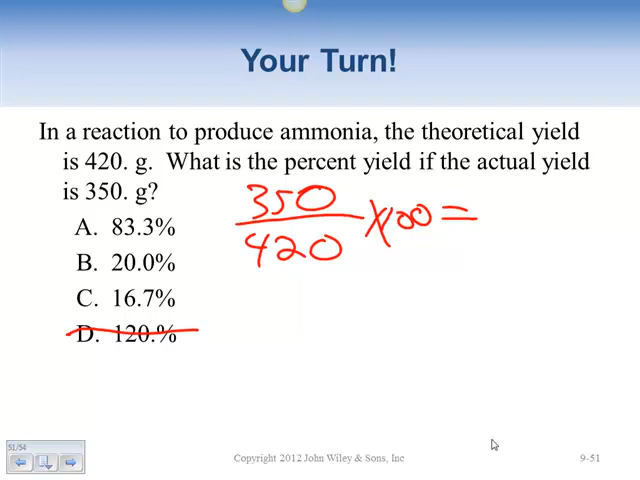 Your Turn!
In a reaction to produce ammonia, the theoretical yield
is 420. g. What is the percent yield if the actual yield
is 350. g?
350
420
×100 =
A. 83.3%
B. 20.0%
C. 16.7%
D. 120.%
51/54
Copyright 2012 John Wiley & Sons, Inc
9-51